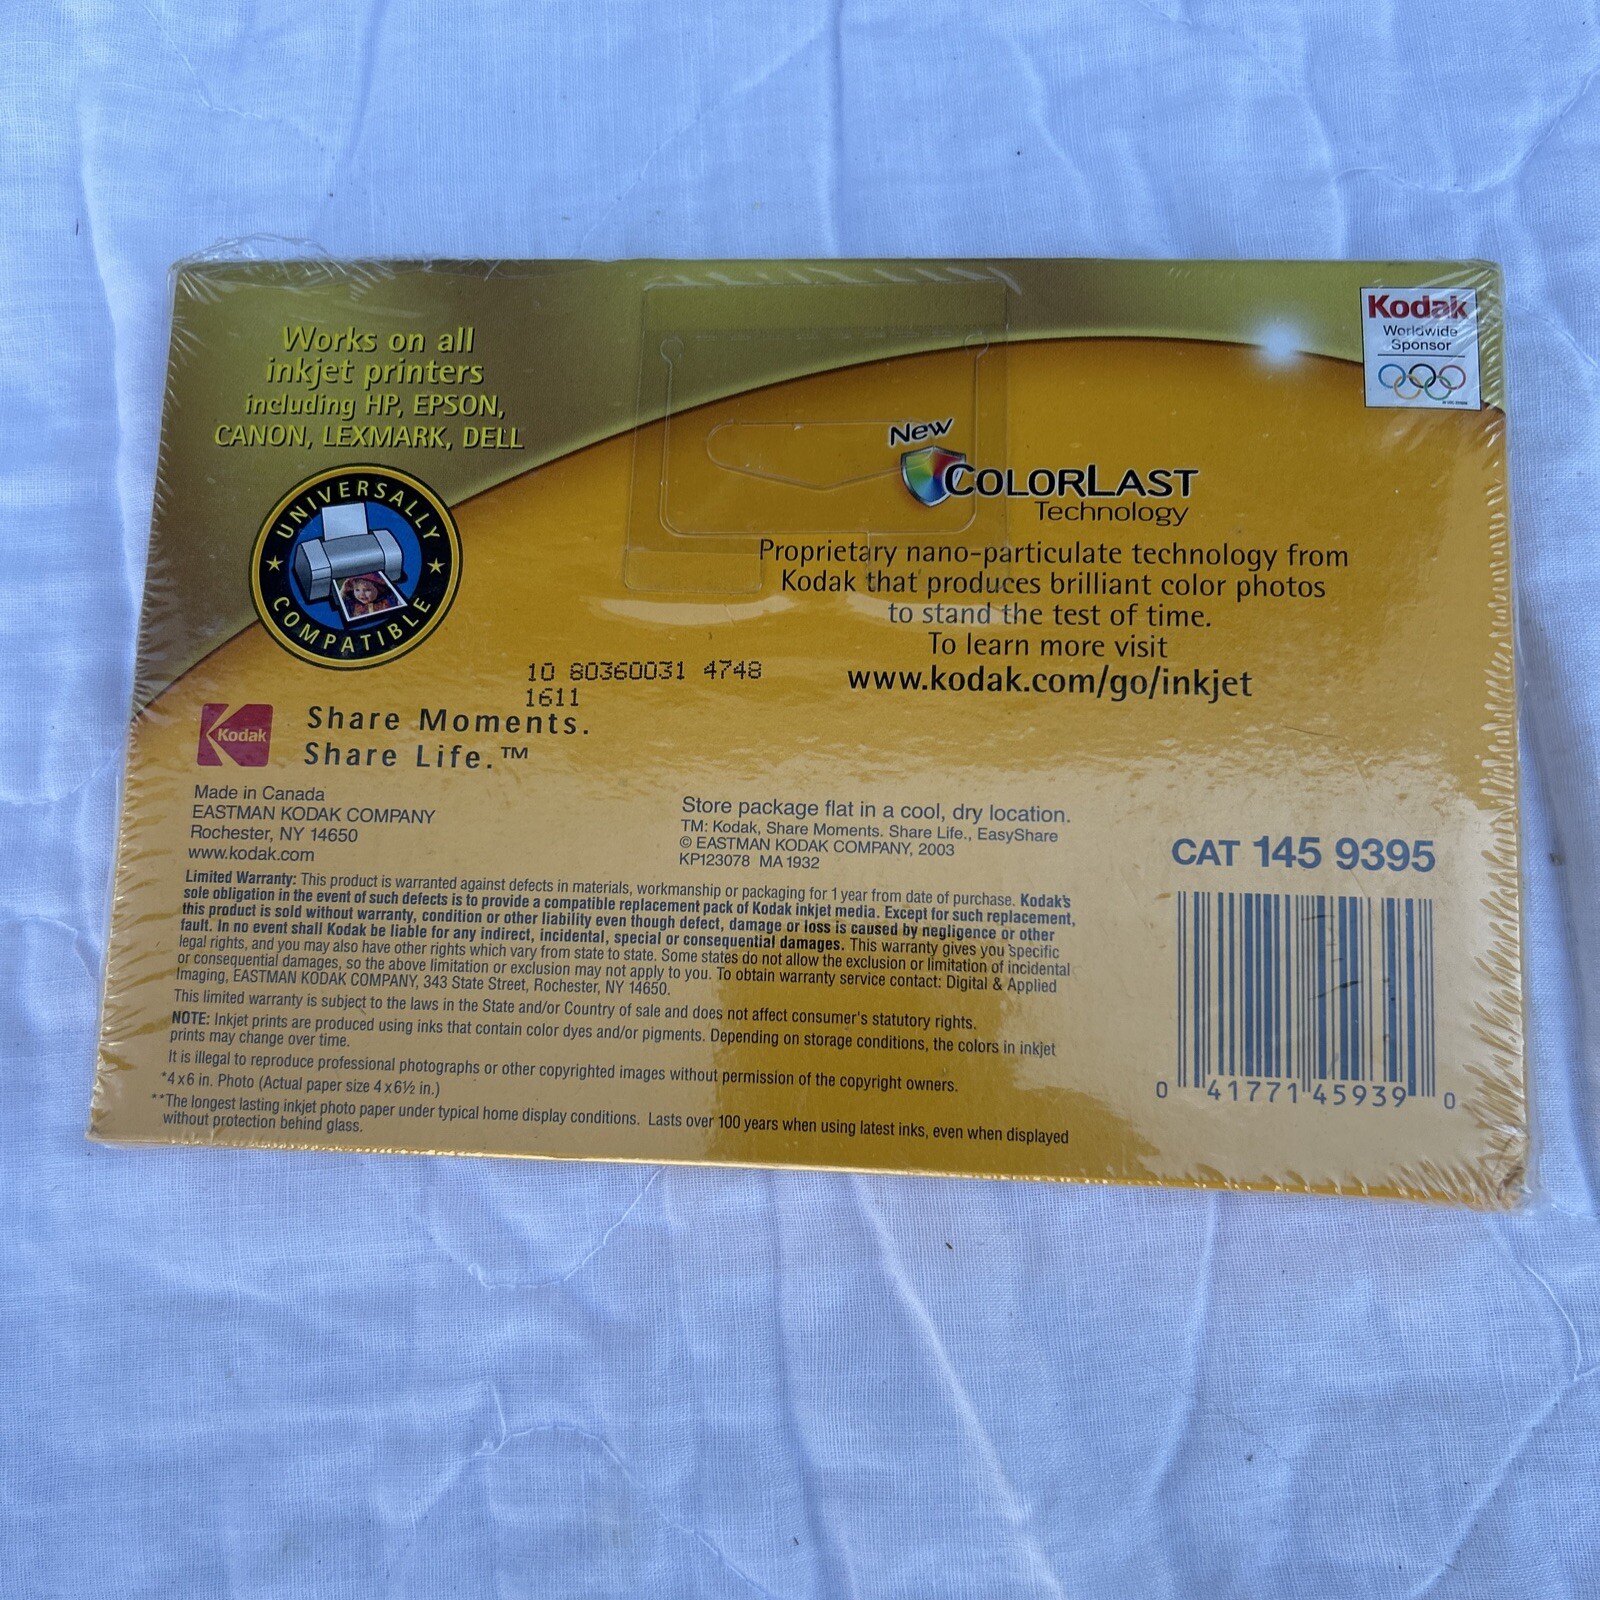 Works on all
inkjet printers
including HP, EPSON,
CANON, LEXMARK, DELL
UNIVERSALLY
COMPATIBLE
Kodak
Worldwide
Sponsor
New
COLORLAST
Technology
Proprietary nano-particulate technology from
Kodak that produces brilliant color photos
to stand the test of time.
To learn more visit
www.kodak.com/go/inkjet
10 80360031 4748
1611
Kodak
Share Moments.
Share Life.™
Made in Canada
EASTMAN KODAK COMPANY
Rochester, NY 14650
www.kodak.com
Store package flat in a cool, dry location.
TM: Kodak, Share Moments. Share Life., EasyShare
© EASTMAN KODAK COMPANY, 2003
KP123078 MA1932
CAT 145 9395
Limited Warranty: This product is warranted against defects in materials, workmanship or packaging for 1 year from date of purchase. Kodak's
sole obligation in the event of such defects is to provide a compatible replacement pack of Kodak inkjet media. Except for such replacement,
this product is sold without warranty, condition or other liability even though defect, damage or loss is caused by negligence or other
fault. In no event shall Kodak be liable for any indirect, incidental, special or consequential damages. This warranty gives you specific
legal rights, and you may also have other rights which vary from state to state. Some states do not allow the exclusion or limitation of incidental
or consequential damages, so the above limitation or exclusion may not apply to you. To obtain warranty service contact: Digital & Applied
Imaging, EASTMAN KODAK COMPANY, 343 State Street, Rochester, NY 14650.
This limited warranty is subject to the laws in the State and/or Country of sale and does not affect consumer's statutory rights.
NOTE: Inkjet prints are produced using inks that contain color dyes and/or pigments. Depending on storage conditions, the colors in inkjet
prints may change over time.
It is illegal to reproduce professional photographs or other copyrighted images without permission of the copyright owners.
*4x6 in. Photo (Actual paper size 4x6½ in.)
**The longest lasting inkjet photo paper under typical home display conditions. Lasts over 100 years when using latest inks, even when displayed
without protection behind glass.
0 41771 45939 0